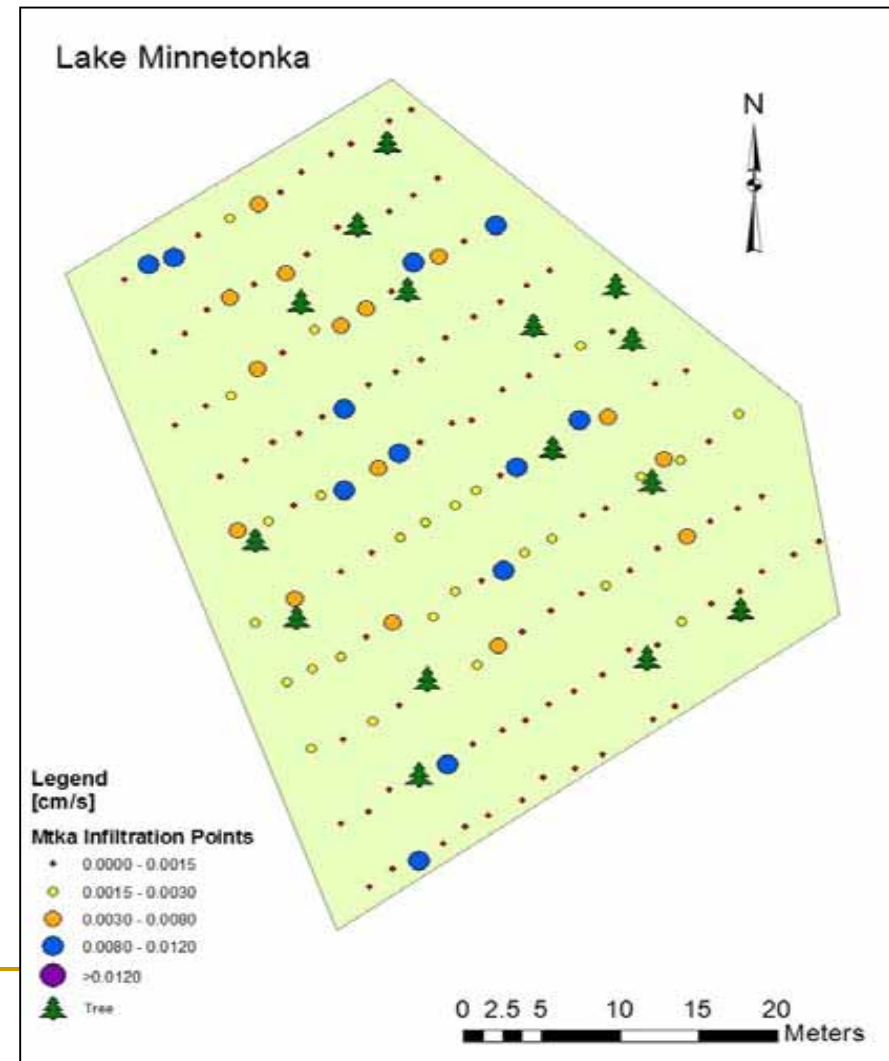 Lake Minnetonka
N
Legend
[cm/s]
Mtka Infiltration Points
0.0000 - 0.0015
0.0015 - 0.0030
0.0030 - 0.0080
0.0080 - 0.0120
>0.0120
Tree
0 2.5 5 10 15 20
Meters